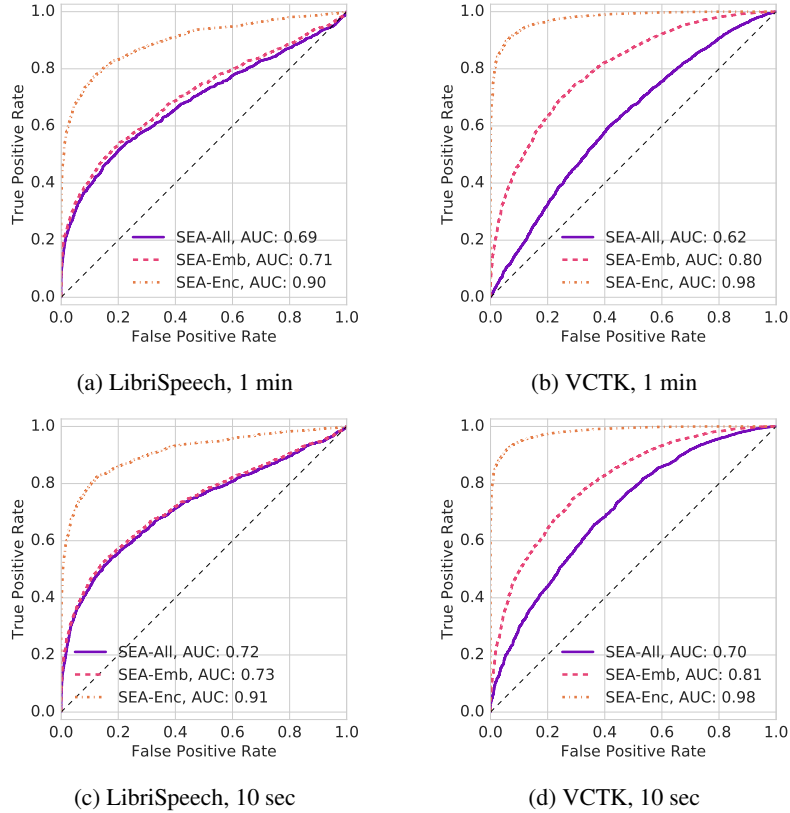 1.0
0.8
0.6
0.4
0.2
0.0
True Positive Rate
SEA-All, AUC: 0.69
SEA-Emb, AUC: 0.71
SEA-Enc, AUC: 0.90
0.0 0.2 0.4 0.6 0.8 1.0
False Positive Rate
(a) LibriSpeech, 1 min
1.0
0.8
0.6
0.4
0.2
0.0
True Positive Rate
SEA-All, AUC: 0.62
SEA-Emb, AUC: 0.80
SEA-Enc, AUC: 0.98
0.0 0.2 0.4 0.6 0.8 1.0
False Positive Rate
(b) VCTK, 1 min
1.0
0.8
0.6
0.4
0.2
0.0
True Positive Rate
SEA-All, AUC: 0.72
SEA-Emb, AUC: 0.73
SEA-Enc, AUC: 0.91
0.0 0.2 0.4 0.6 0.8 1.0
False Positive Rate
(c) LibriSpeech, 10 sec
1.0
0.8
0.6
0.4
0.2
0.0
True Positive Rate
SEA-All, AUC: 0.70
SEA-Emb, AUC: 0.81
SEA-Enc, AUC: 0.98
0.0 0.2 0.4 0.6 0.8 1.0
False Positive Rate
(d) VCTK, 10 sec